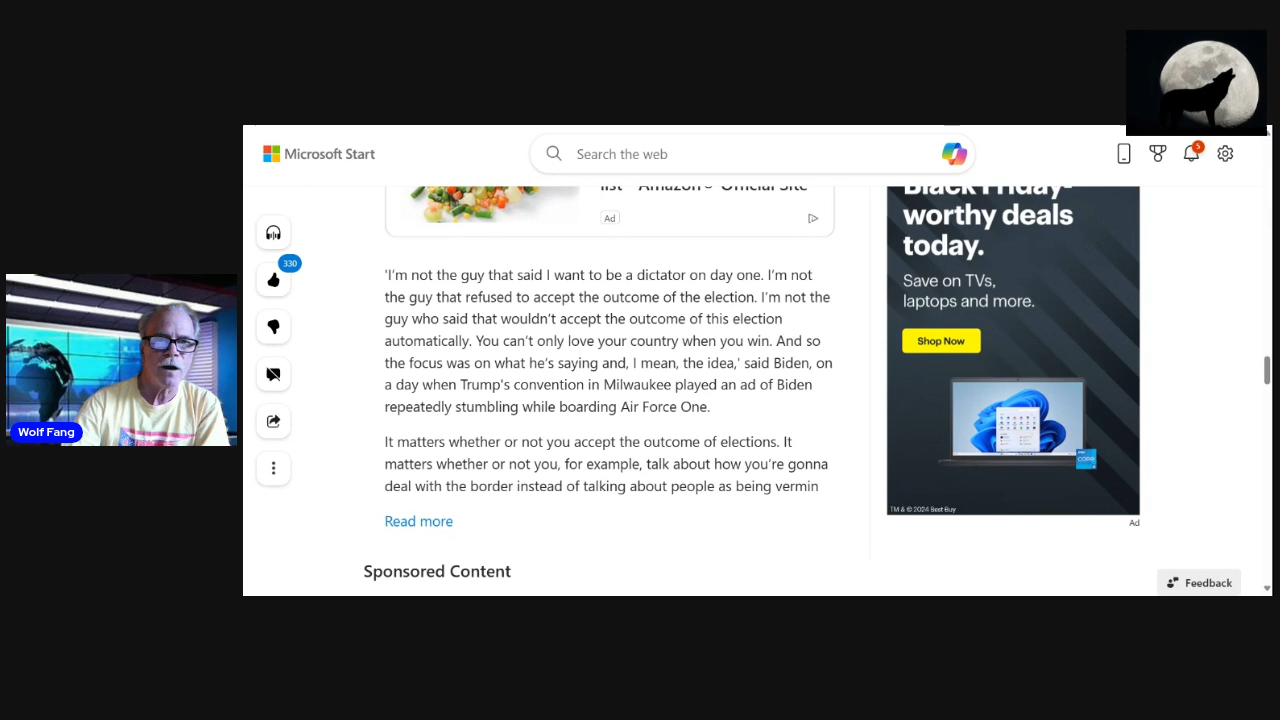 Microsoft Start
Search the web
5
list - Amazon® Official Site
Ad
330
'I'm not the guy that said I want to be a dictator on day one. I'm not
the guy that refused to accept the outcome of the election. I'm not the
guy who said that wouldn't accept the outcome of this election
automatically. You can't only love your country when you win. And so
the focus was on what he's saying and, I mean, the idea,' said Biden, on
a day when Trump's convention in Milwaukee played an ad of Biden
repeatedly stumbling while boarding Air Force One.
It matters whether or not you accept the outcome of elections. It
matters whether or not you, for example, talk about how you're gonna
deal with the border instead of talking about people as being vermin
Read more
Sponsored Content
Black Friday-
worthy deals
today.
Save on TVs,
laptops and more.
Shop Now
CORE
TM & © 2024 Best Buy
Ad
Feedback
Wolf Fang